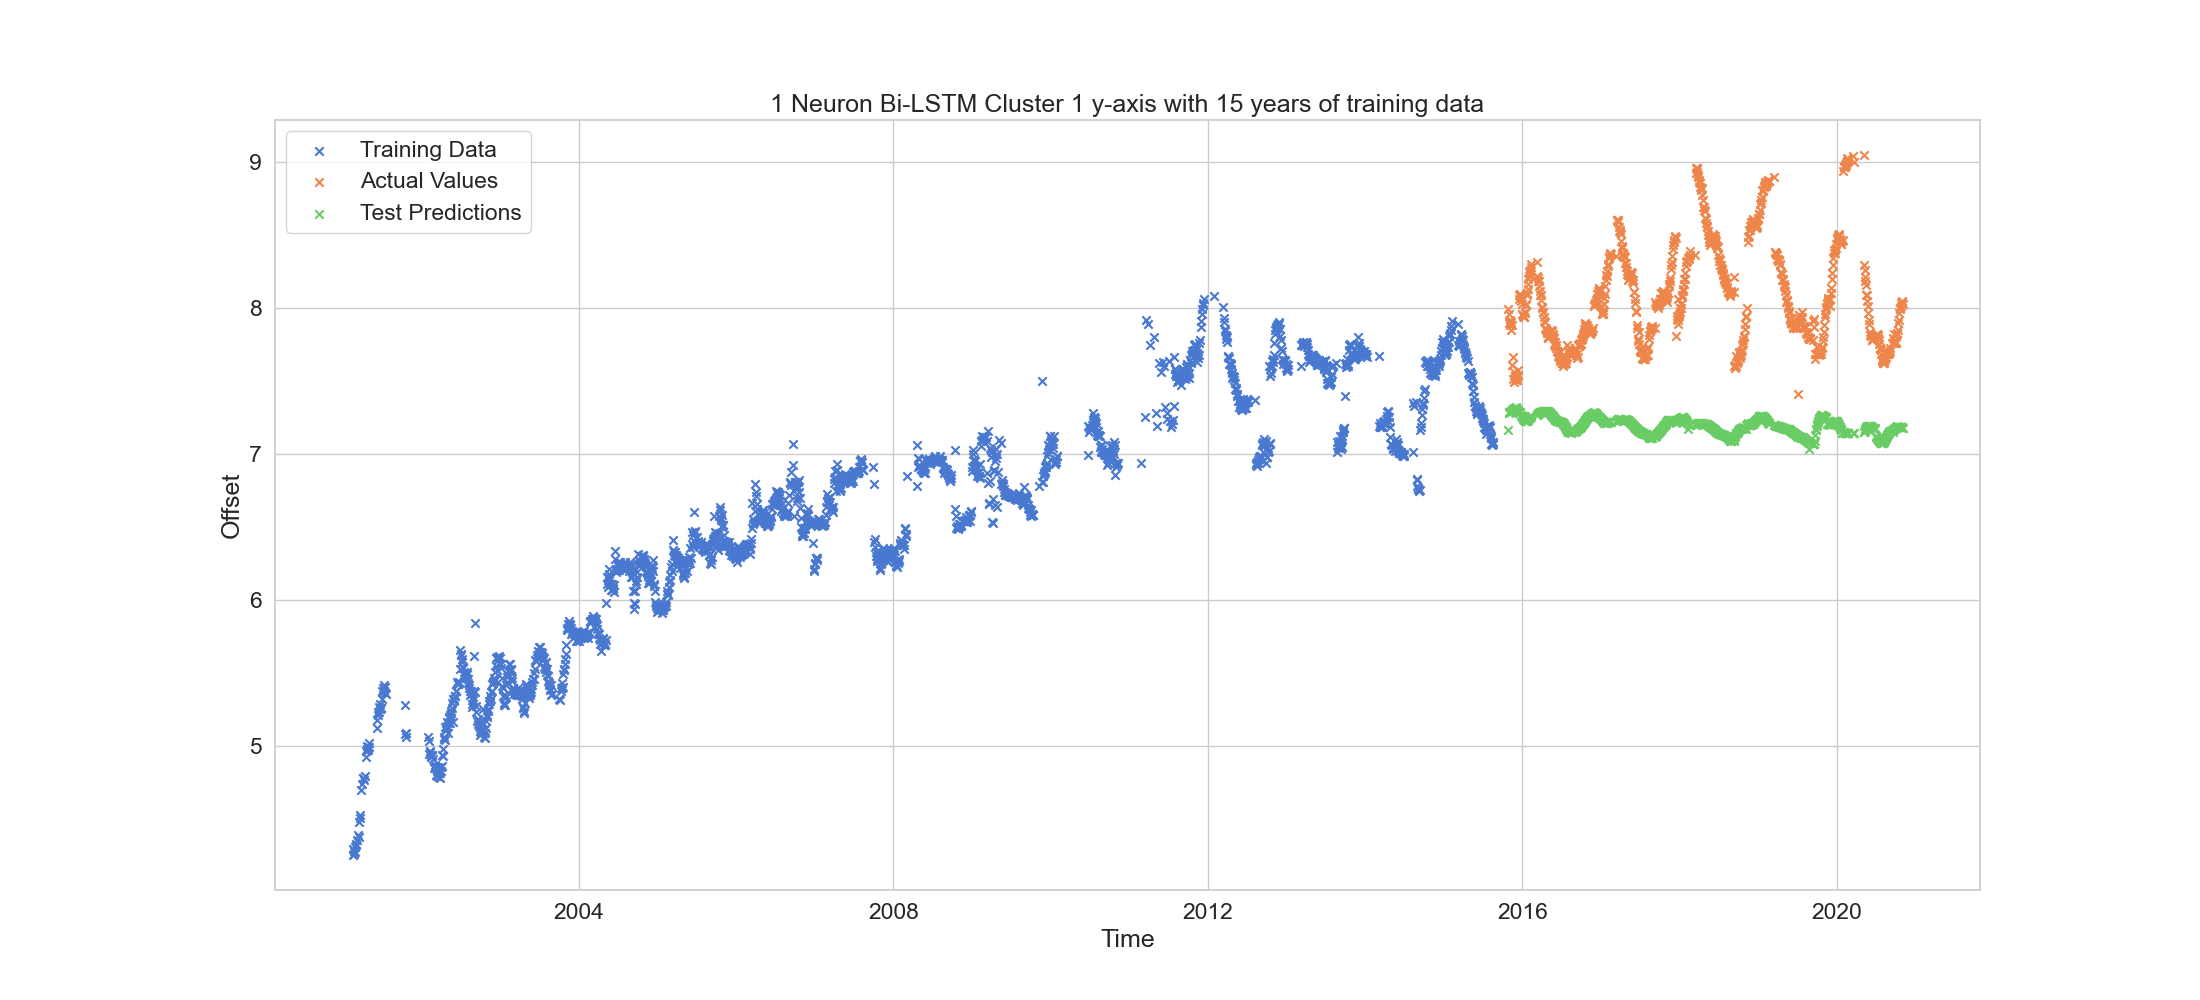 1 Neuron Bi-LSTM Cluster 1 y-axis with 15 years of training data
Training Data
Actual Values
Test Predictions
9
8
7
6
5
Offset
2004
2008
2012
2016
2020
Time